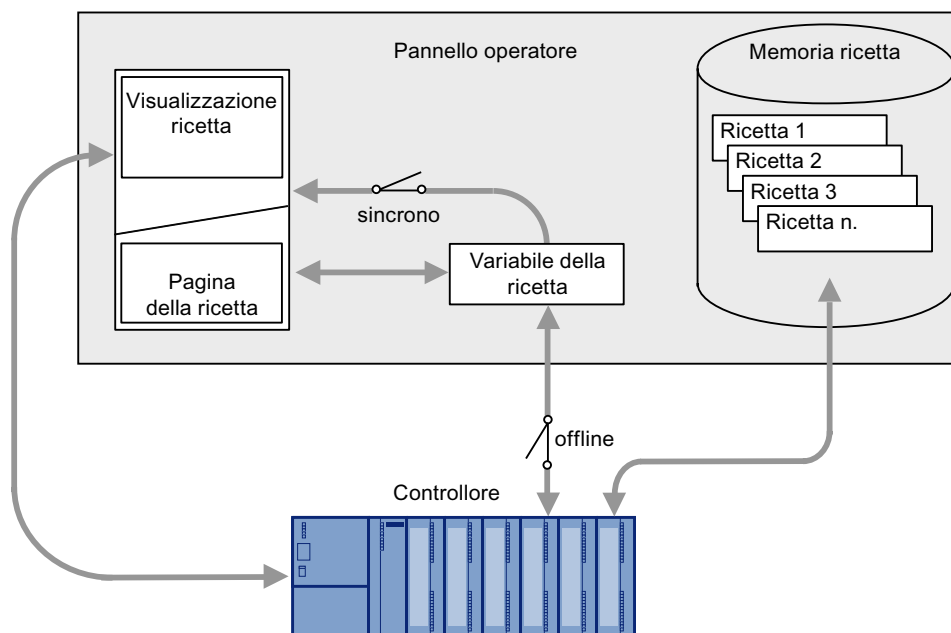 Pannello operatore
Memoria ricetta
Visualizzazione
ricetta
Ricetta 1
Ricetta 2
Ricetta 3
Ricetta n.
sincrono
Variabile della
ricetta
Pagina
della ricetta
offline
Controllore